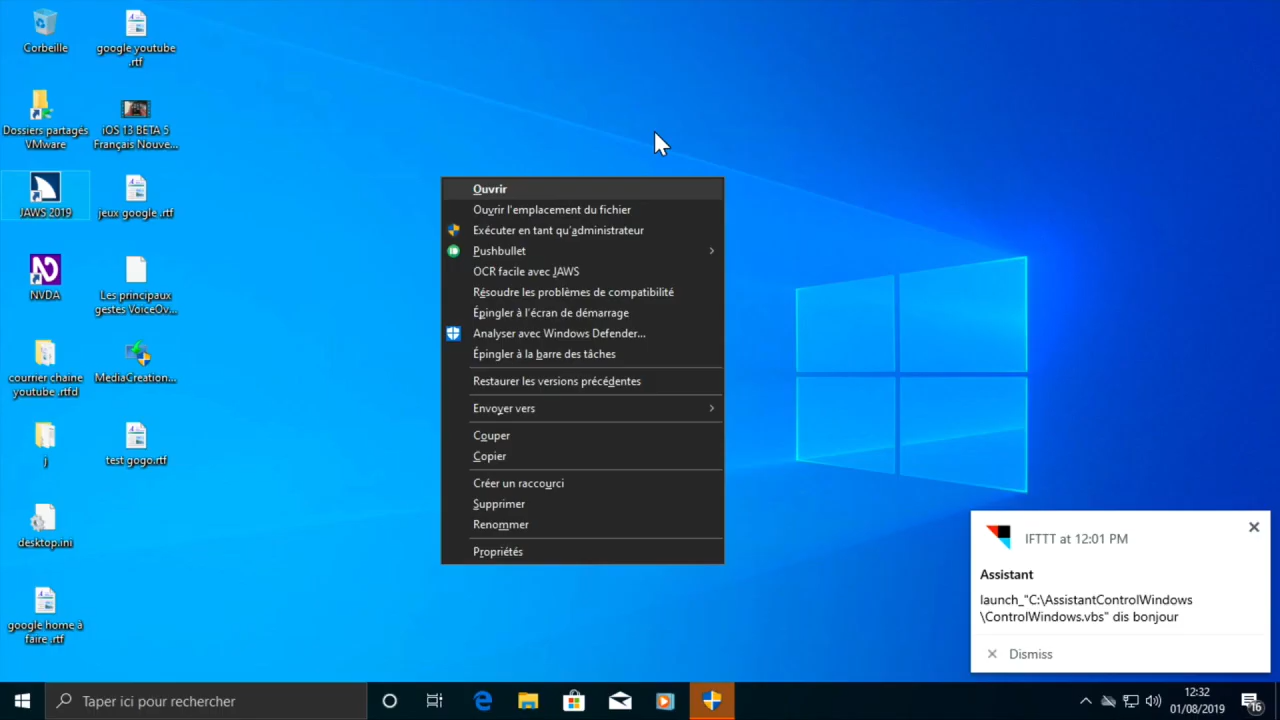 Corbeille
google youtube
.rtf
Dossiers partagés
VMware
iOS 13 BETA 5
Français Nouve...
JAWS 2019
jeux google .rtf
NVDA
Les principaux
gestes VoiceOv...
courrier chaine
youtube .rtfd
MediaCreation...
j
test gogo.rtf
desktop.ini
google home à
faire .rtf
Ouvrir
Ouvrir l'emplacement du fichier
Exécuter en tant qu'administrateur
Pushbullet
OCR facile avec JAWS
Résoudre les problèmes de compatibilité
Épingler à l'écran de démarrage
Analyser avec Windows Defender...
Épingler à la barre des tâches
Restaurer les versions précédentes
Envoyer vers
Couper
Copier
Créer un raccourci
Supprimer
Renommer
Propriétés
IFTTT at 12:01 PM
Assistant
launch_"C:\AssistantControlWindows
\ControlWindows.vbs" dis bonjour
Dismiss
Taper ici pour rechercher
12:32
01/08/2019
16